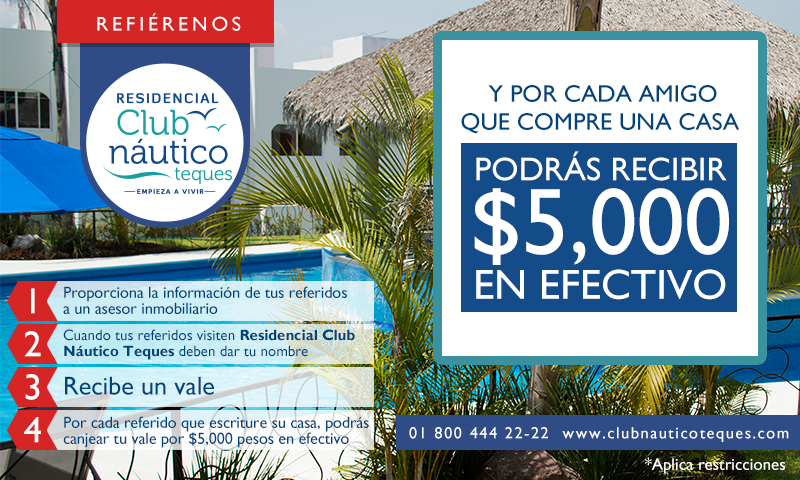 REFIÉRENOS
RESIDENCIAL
Club
náutico
teques
EMPIEZA A VIVIR
Y POR CADA AMIGO
QUE COMPRE UNA CASA
PODRÁS RECIBIR
$5,000
EN EFECTIVO
1 Proporciona la información de tus referidos
a un asesor inmobiliario
2 Cuando tus referidos visiten Residencial Club
Náutico Teques deben dar tu nombre
3 Recibe un vale
4 Por cada referido que escriture su casa, podrás
canjear tu vale por $5,000 pesos en efectivo
01 800 444 22-22 www.clubnauticoteques.com
*Aplica restricciones